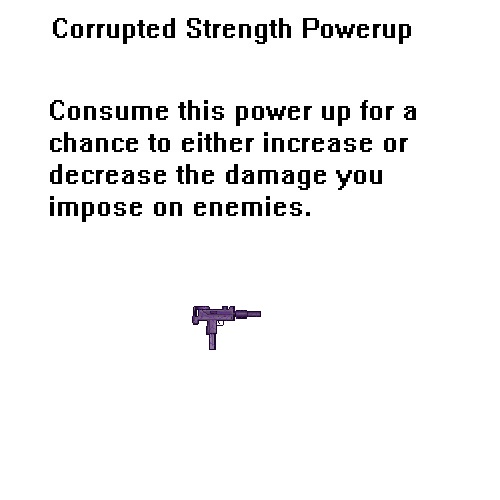 Corrupted Strength Powerup
Consume this power up for a
chance to either increase or
decrease the damage you
impose on enemies.